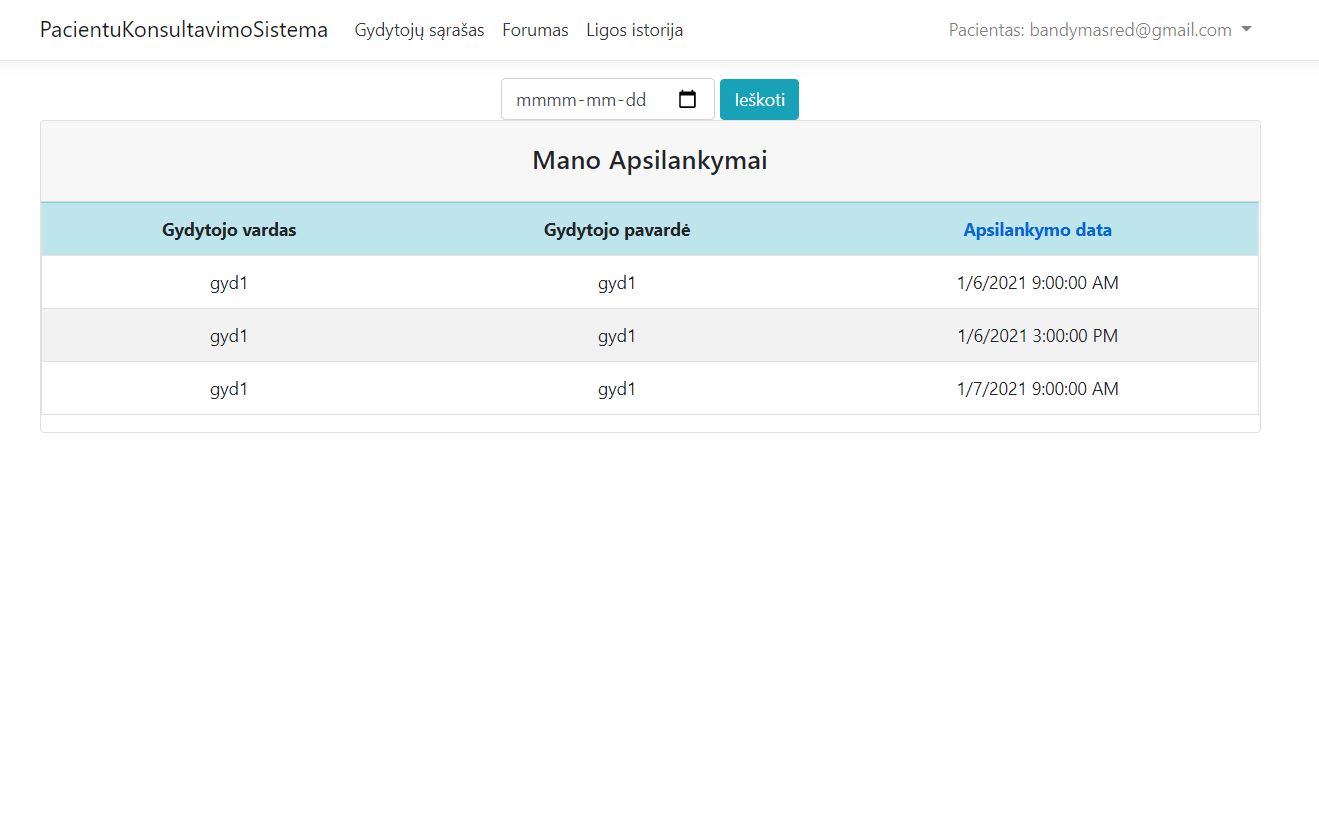 PacientuKonsultavimoSistema Gydytojų sąrašas Forumas Ligos istorija Pacientas: bandymasred@gmail.com
mmmm-mm-dd Ieškoti
Mano Apsilankymai
Gydytojo vardas Gydytojo pavardė Apsilankymo data
gyd1 gyd1 1/6/2021 9:00:00 AM
gyd1 gyd1 1/6/2021 3:00:00 PM
gyd1 gyd1 1/7/2021 9:00:00 AM